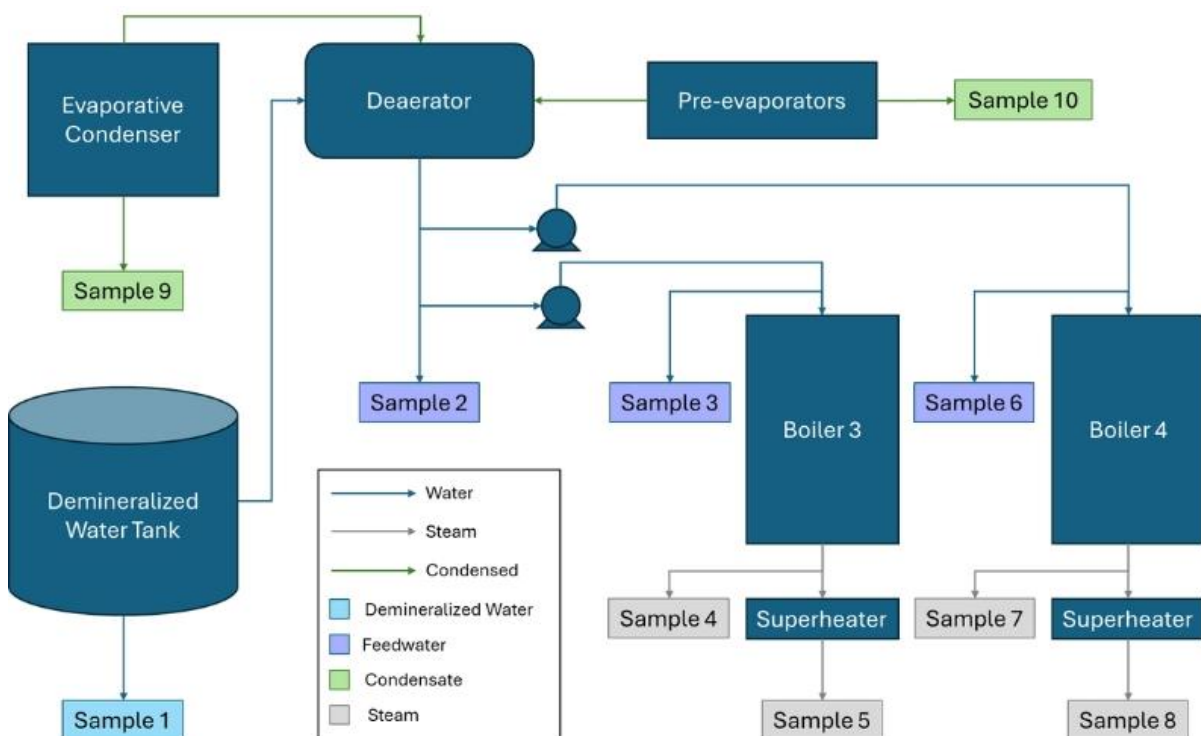 Evaporative
Condenser
Deaerator
Pre-evaporators
Sample 10
Sample 9
Demineralized
Water Tank
Sample 2
Sample 3
Sample 6
Boiler 3
Boiler 4
Water
Steam
Condensed
Demineralized Water
Feedwater
Condensate
Steam
Sample 4
Superheater
Sample 7
Superheater
Sample 1
Sample 5
Sample 8